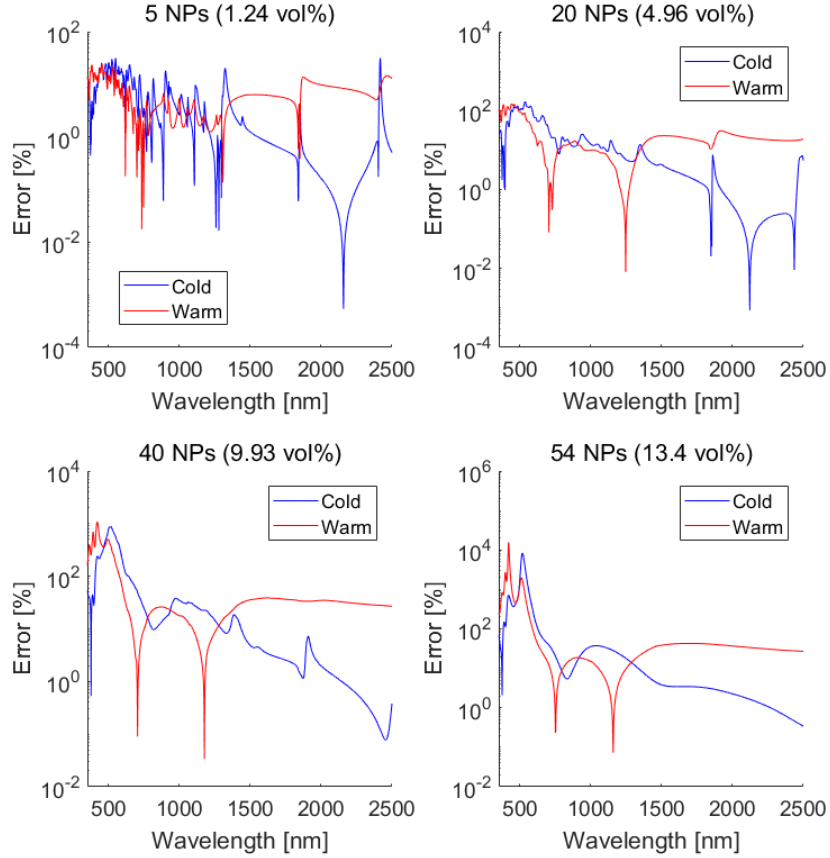 5 NPs (1.24 vol%)
Error [%]
10^2
10^0
10^-2
10^-4
Cold
Warm
500 1000 1500 2000 2500
Wavelength [nm]
20 NPs (4.96 vol%)
Error [%]
10^4
10^2
10^0
10^-2
10^-4
Cold
Warm
500 1000 1500 2000 2500
Wavelength [nm]
40 NPs (9.93 vol%)
Error [%]
10^4
10^2
10^0
10^-2
Cold
Warm
500 1000 1500 2000 2500
Wavelength [nm]
54 NPs (13.4 vol%)
Error [%]
10^6
10^4
10^2
10^0
10^-2
Cold
Warm
500 1000 1500 2000 2500
Wavelength [nm]